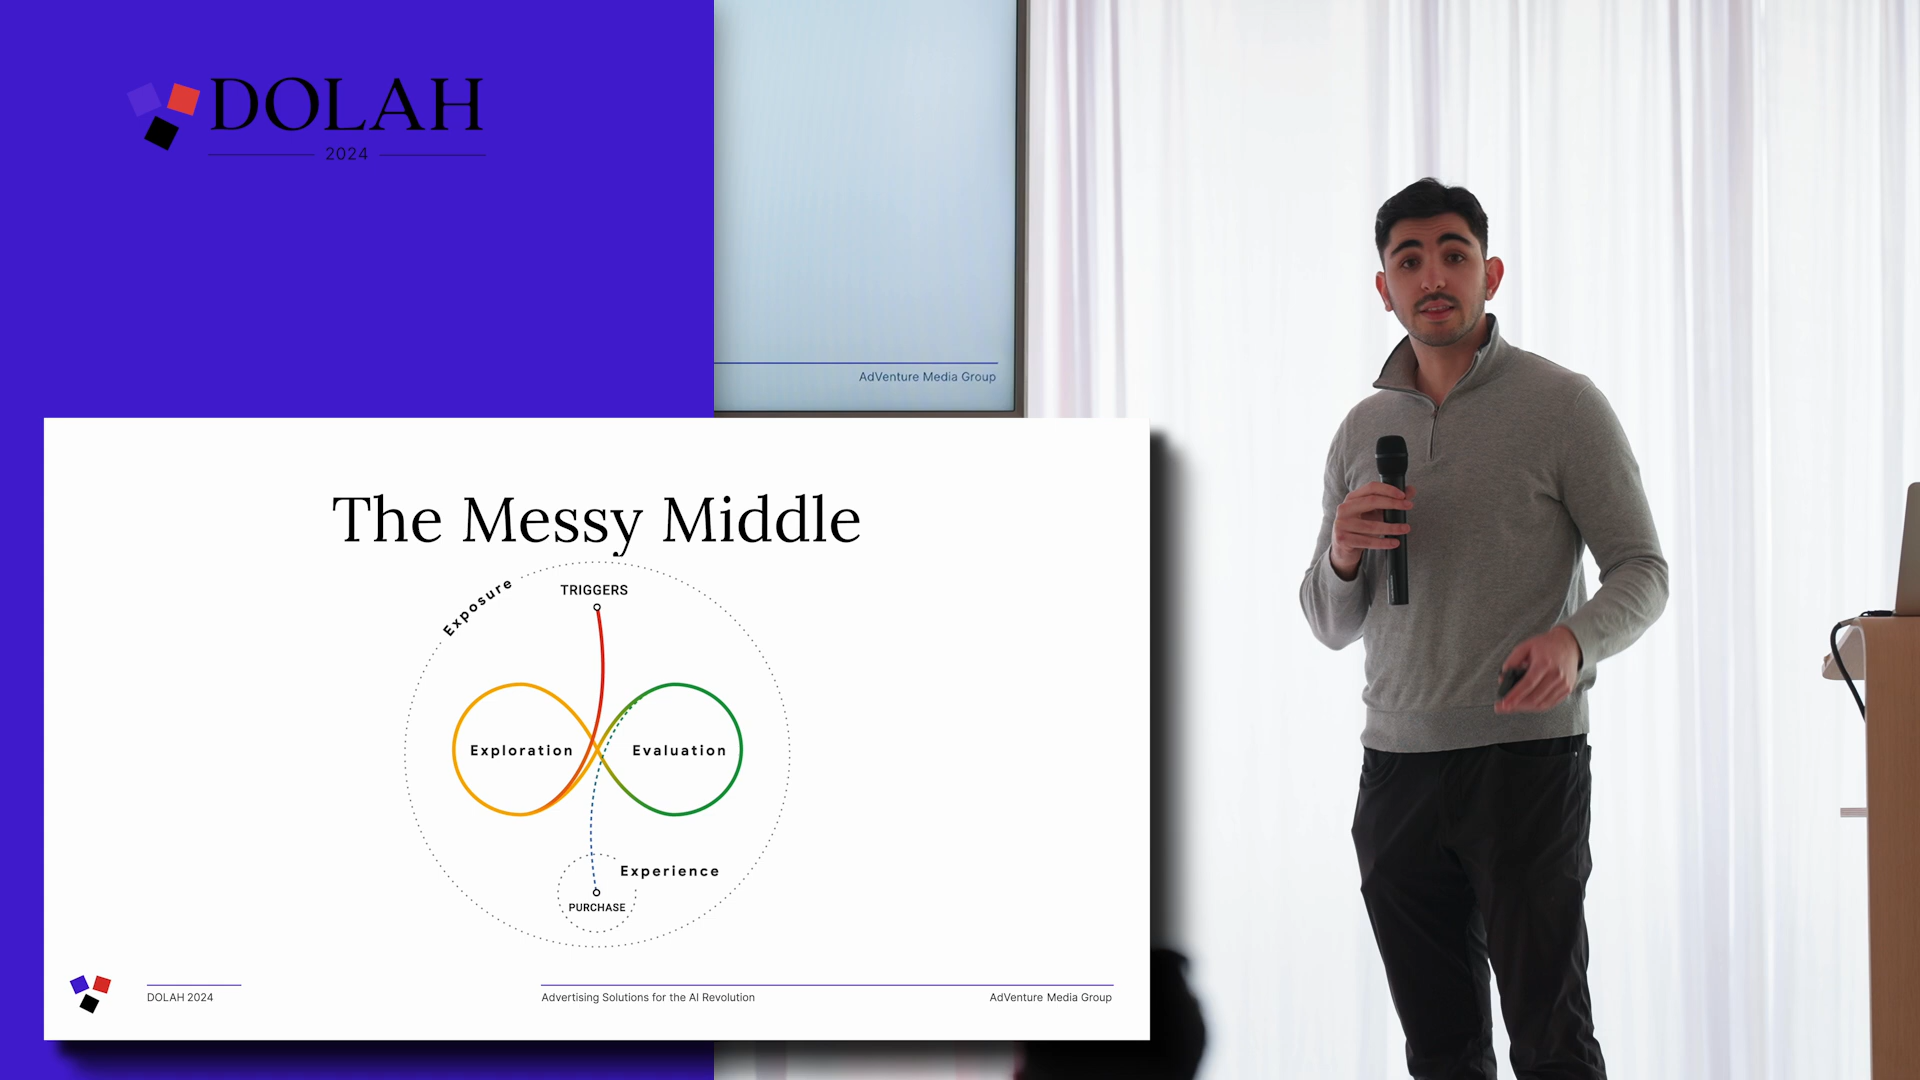 DOLAH
2024
AdVenture Media Group
The Messy Middle
Exposure
TRIGGERS
Exploration
Evaluation
Experience
PURCHASE
DOLAH 2024
Advertising Solutions for the AI Revolution
AdVenture Media Group